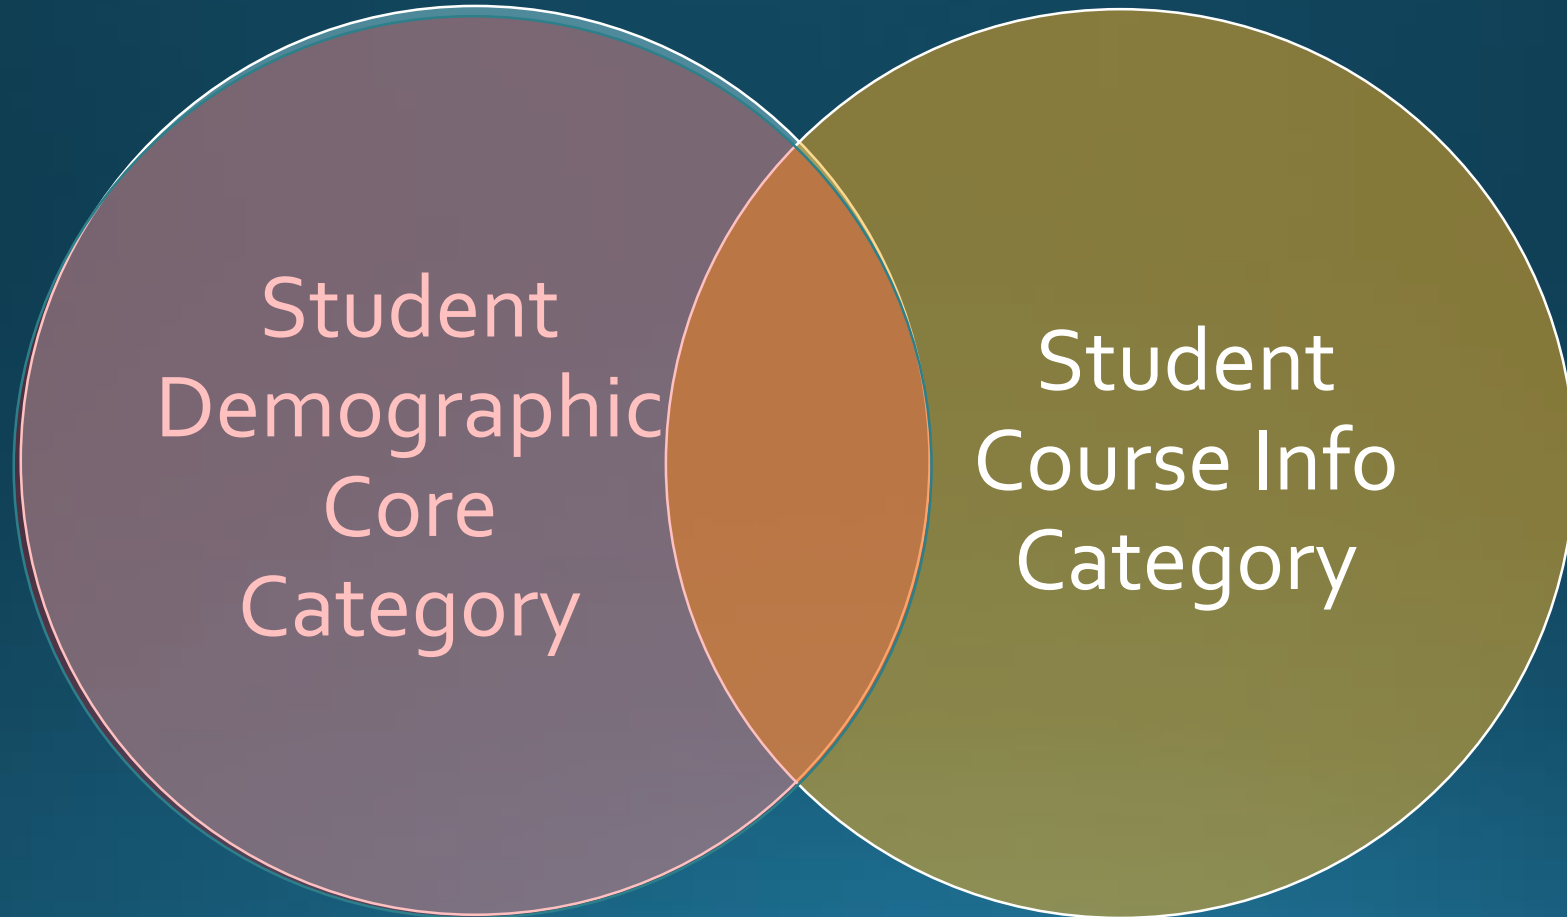 Student
Demographic
Core
Category
Student
Course Info
Category